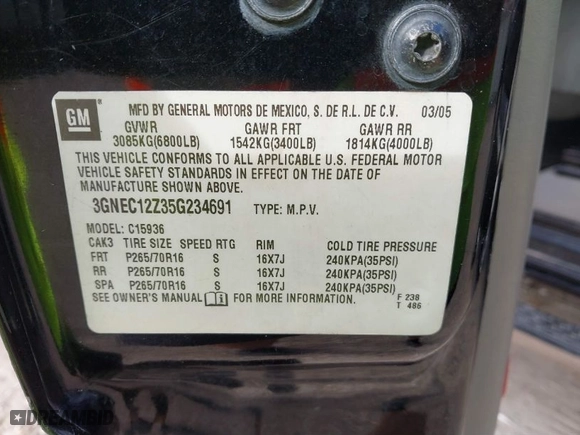 GM
MFD BY GENERAL MOTORS DE MEXICO, S. DE R.L. DE C.V. 03/05
GVWR GAWR FRT GAWR RR
3085KG(6800LB) 1542KG(3400LB) 1814KG(4000LB)
THIS VEHICLE CONFORMS TO ALL APPLICABLE U.S. FEDERAL MOTOR
VEHICLE SAFETY STANDARDS IN EFFECT ON THE DATE OF
MANUFACTURE SHOWN ABOVE.
3GNEC12Z35G234691 TYPE: M.P.V.
MODEL: C15936
CAK3 TIRE SIZE SPEED RTG RIM COLD TIRE PRESSURE
FRT P265/70R16 S 16X7J 240KPA(35PSI)
RR P265/70R16 S 16X7J 240KPA(35PSI)
SPA P265/70R16 S 16X7J 240KPA(35PSI)
SEE OWNER'S MANUAL FOR MORE INFORMATION
F 238
T 486
DREAMBID